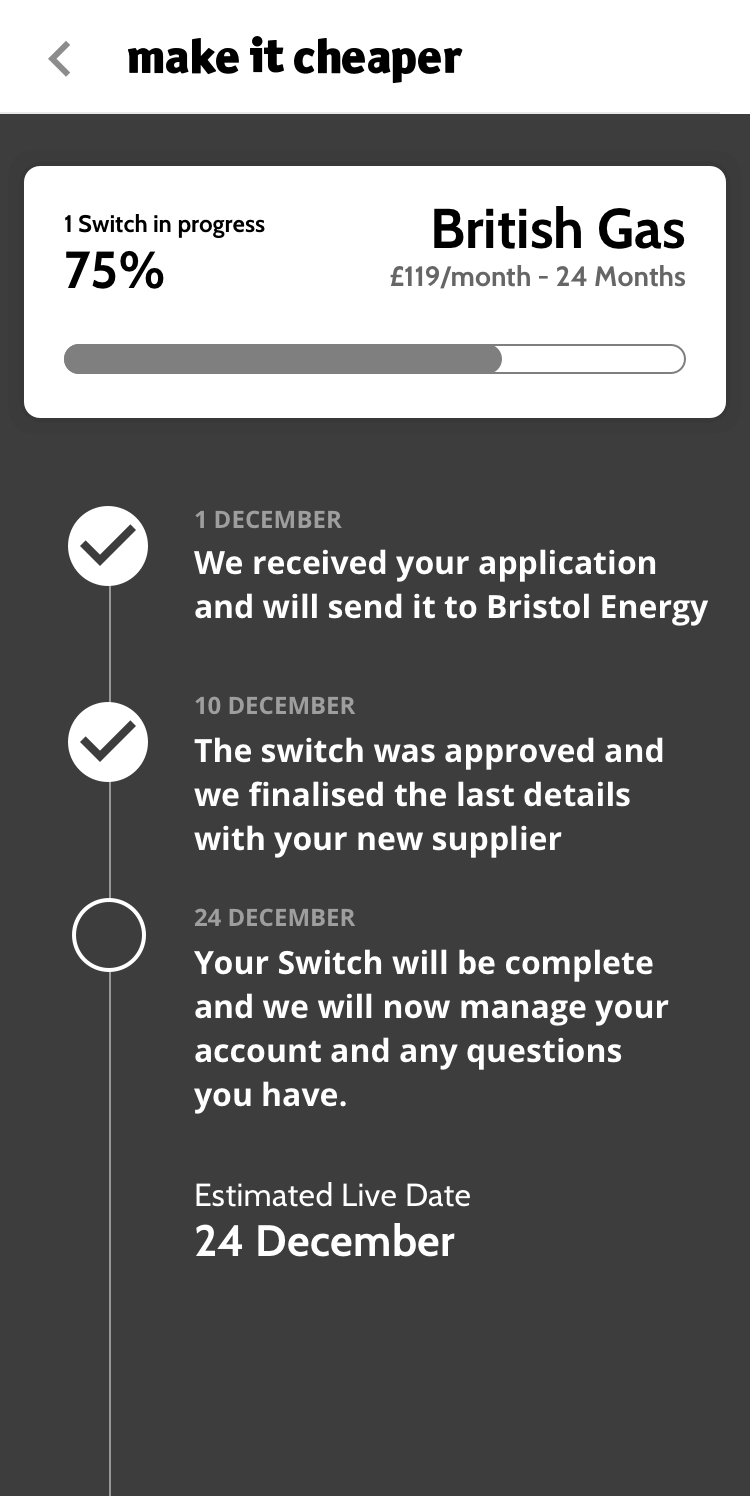 make it cheaper
1 Switch in progress
75%
British Gas
£119/month - 24 Months
1 DECEMBER
We received your application
and will send it to Bristol Energy
10 DECEMBER
The switch was approved and
we finalised the last details
with your new supplier
24 DECEMBER
Your Switch will be complete
and we will now manage your
account and any questions
you have.
Estimated Live Date
24 December